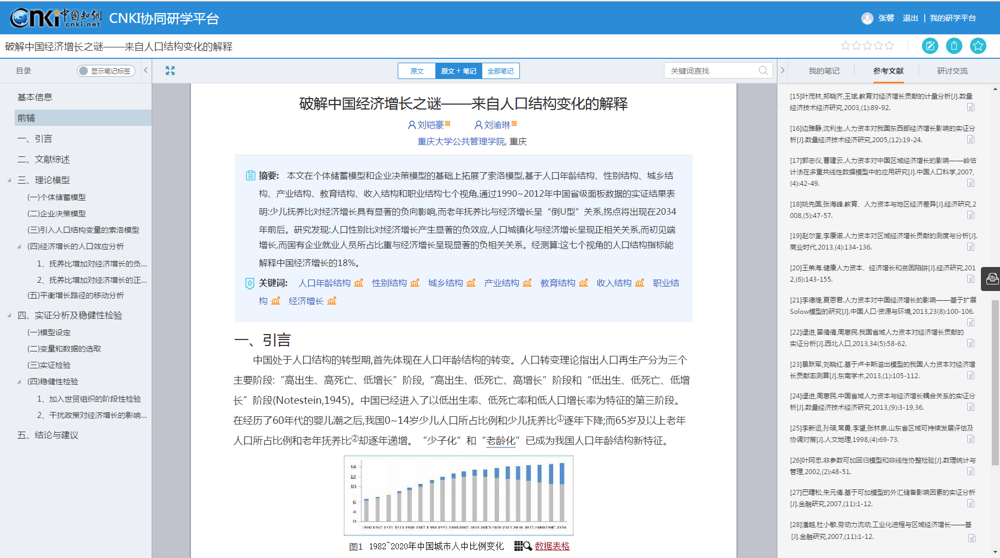 Cnki中国知网
cnki.net
CNKI协同研学平台
张馨 退出 | 我的研学平台
破解中国经济增长之谜——来自人口结构变化的解释
目录
显示笔记标签
原文
原文 + 笔记
全部笔记
关键词查找
我的笔记
参考文献
研讨交流
基本信息
前辅
一、引言
二、文献综述
三、理论模型
(一)个体储蓄模型
(二)企业决策模型
(三)引入人口结构变量的索洛模型
(四)经济增长的人口效应分析
1、抚养比增加对经济增长的负...
2、抚养比增加对经济增长的正...
(五)平衡增长路径的移动分析
四、实证分析及稳健性检验
(一)模型设定
(二)变量和数据的选取
(三)实证检验
(四)稳健性检验
1、加入世贸组织的阶段性检验
2、干扰政策对经济增长的影响...
五、结论与建议
破解中国经济增长之谜——来自人口结构变化的解释
刘铠豪 刘渝琳
重庆大学公共管理学院, 重庆
摘要: 本文在个体储蓄模型和企业决策模型的基础上拓展了索洛模型,基于人口年龄结构、性别结构、城乡结
构、产业结构、教育结构、收入结构和职业结构七个视角,通过1990~2012年中国省级面板数据的实证结果表
明:少儿抚养比对经济增长具有显著的负向影响,而老年抚养比与经济增长呈“倒U型”关系,拐点将出现在2034
年前后。研究发现:人口性别比对经济增长产生显著的负效应,人口城镇化与经济增长呈现正相关关系,而初见端
增长,而国有企业就业人员所占比重与经济增长呈现显著的负相关关系。经测算:这七个视角的人口结构指标能
解释中国经济增长的18%。
关键词: 人口年龄结构 性别结构 城乡结构 产业结构 教育结构 收入结构 职业结
构 经济增长
一、引言
中国处于人口结构的转型期,首先体现在人口年龄结构的转变。人口转变理论指出人口再生产分为三个
主要阶段:“高出生、高死亡、低增长”阶段,“高出生、低死亡、高增长”阶段和“低出生、低死亡、低增
长”阶段(Notestein,1945)。中国已经进入了以低出生率、低死亡率和低人口增长率为特征的第三阶段。
在经历了60年代的婴儿潮之后,我国0~14岁少儿人口所占比例和少儿抚养比①逐年下降;而65岁及以上老年
人口所占比例和老年抚养比②却逐年递增。“少子化”和“老龄化”已成为我国人口年龄结构新特征。
14
12
10
6
4
0
1960 1965 1970 1975 1980 1985 1990 1995 2000 2005 2010 2015 2020 2025 2030 2035 2040 2045 2050
图1 1982~2020年中国城市人中比例变化 数据表格
[15]叶茂林,郑晓齐,王斌.教育对经济增长贡献的计量分析[J].数量
经济技术经济研究,2003,(1):89-92.
[16]边雅静,沈利生.人力资本对我国东西部经济增长影响的实证分
析[J].数量经济技术经济研究,2005,(12):19-24.
[17]郭志仪,曹建云.人力资本对中国区域经济增长的影响——岭估
计法在多重共线性数据模型中的应用研究[J].中国人口科学,2007,
(4):42-49.
[18]姚先国,张海峰.教育、人力资本与地区经济差异[J].经济研究,2
008,(5):47-57.
[19]赵尔奎,李康诺.人力资本对区域经济增长贡献的测度与分析[J].
商业时代,2013,(4):134-136.
[20]王弟海.健康人力资本、经济增长和贫困陷阱[J].经济研究,201
2,(6):143-155.
[21]李德煌,夏恩君.人力资本对中国经济增长的影响——基于扩展
Solow模型的研究[J].中国人口·资源与环境,2013,23(8):100-106.
[22]逯进,翟倩倩,周惠民.我国省域人力资本对经济增长贡献的
实证分析[J].西北人口,2013,34(5):58-62.
[23]景跃军,刘晓红.基于卢卡斯溢出模型的我国人力资本对经济增
长贡献率测算[J].东南学术,2013,(1):105-112.
[24]逯进,周惠民.中国省域人力资本与经济增长耦合关系的实证分
析[J].数量经济技术经济研究,2013,(9):3-19,36.
[25]李新运,孙瑛,常勇,李望,张林泉.山东省区域可持续发展评估及
协调对策[J].人文地理,1998,(4):69-73.
[26]叶阿忠.非参数可加回归模型和非线性协整检验[J].数理统计与
管理,2002,(2):48-51.
[27]巴曙松,朱元倩.基于可加模型的外汇储备影响因素的实证分析
[J].金融研究,2007,(11):1-12.
[28]潘越,杜小敏.劳动力流动,工业化进程与区域经济增长——基
[J].金融研究,2007,(11):1-12.